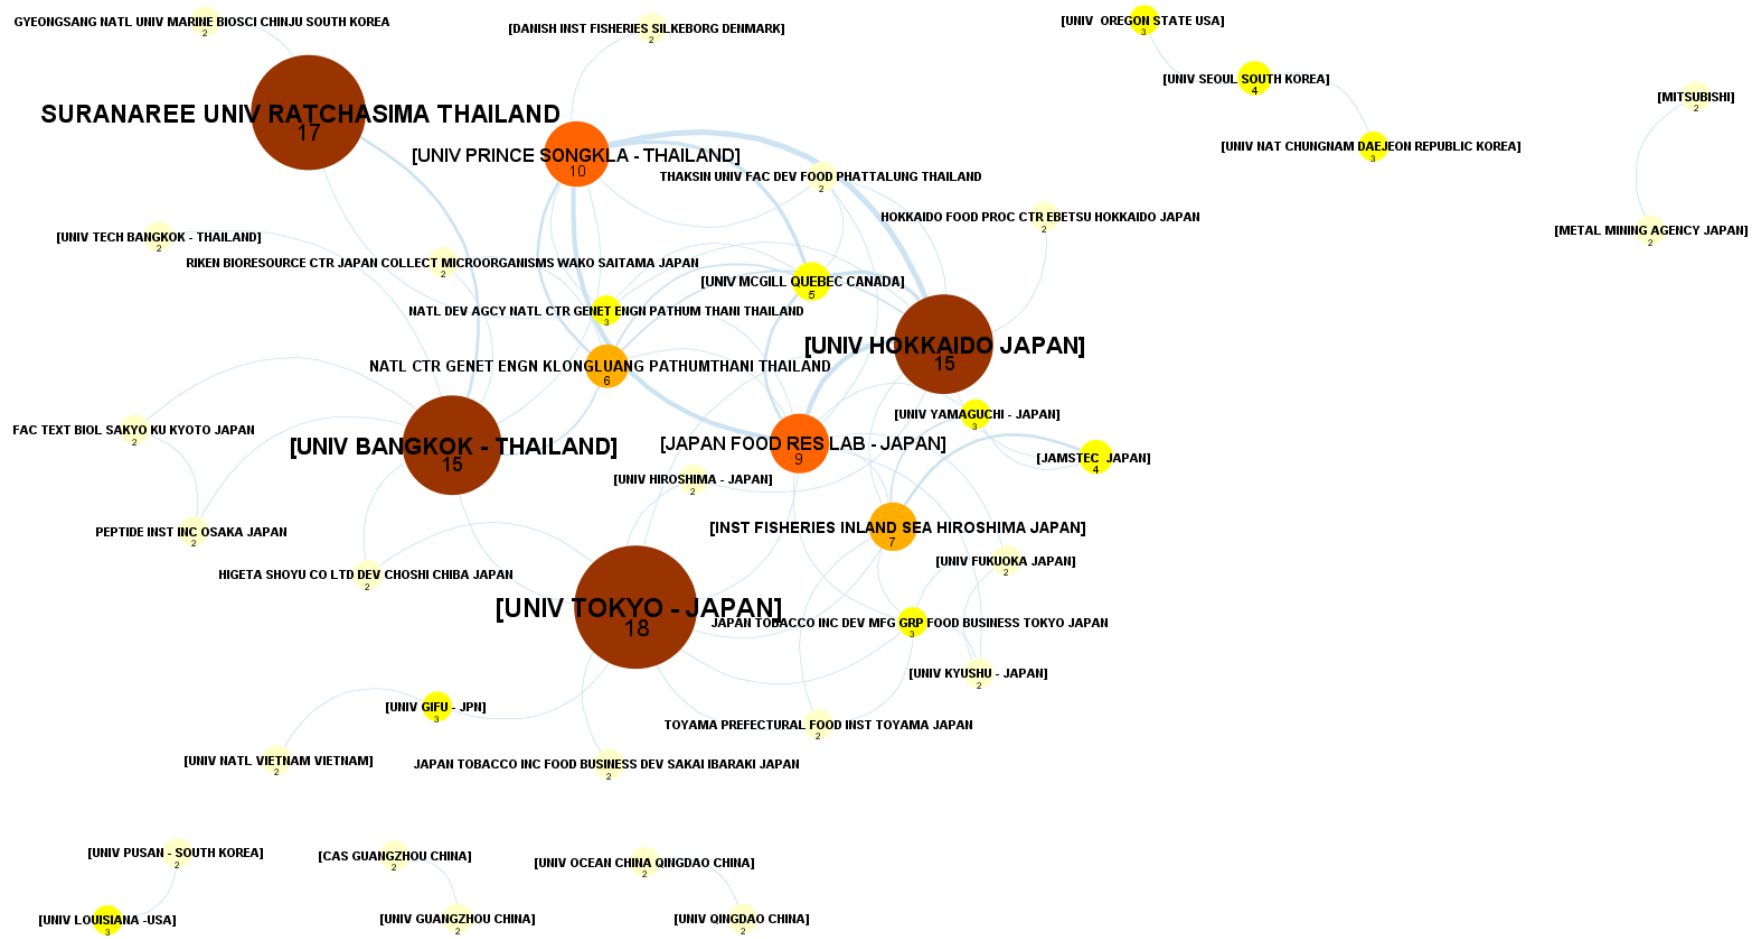 GYEONGSANG NATL UNIV MARINE BIOSCI CHINJU SOUTH KOREA
2
[DANISH INST FISHERIES SILKEBORG DENMARK]
2
[UNIV  OREGON STATE USA]
3
[UNIV SEOUL SOUTH KOREA]
4
[MITSUBISHI]
2
SURANAREE UNIV RATCHASIMA THAILAND
17
[UNIV NAT CHUNGNAM DAEJEON REPUBLIC KOREA]
3
[UNIV PRINCE SONGKLA - THAILAND]
10
THAKSIN UNIV FAC DEV FOOD PHATTALUNG THAILAND
2
HOKKAIDO FOOD PROC CTR EBETSU HOKKAIDO JAPAN
2
[METAL MINING AGENCY JAPAN]
2
[UNIV TECH BANGKOK - THAILAND]
2
RIKEN BIORESOURCE CTR JAPAN COLLECT MICROORGANISMS WAKO SAITAMA JAPAN
2
[UNIV MCGILL QUEBEC CANADA]
5
NATL DEV AGCY NATL CTR GENET ENGN PATHUM THANI THAILAND
3
[UNIV HOKKAIDO JAPAN]
15
NATL CTR GENET ENGN KLONGLUANG PATHUMTHANI THAILAND
6
[UNIV YAMAGUCHI - JAPAN]
3
FAC TEXT BIOL SAKYO KU KYOTO JAPAN
2
[UNIV BANGKOK - THAILAND]
15
[JAPAN FOOD RES LAB - JAPAN]
9
[JAMSTEC  JAPAN]
4
[UNIV HIROSHIMA - JAPAN]
2
PEPTIDE INST INC OSAKA JAPAN
2
[INST FISHERIES INLAND SEA HIROSHIMA JAPAN]
7
[UNIV FUKUOKA JAPAN]
2
HIGETA SHOYU CO LTD DEV CHOSHI CHIBA JAPAN
2
[UNIV TOKYO - JAPAN]
18
JAPAN TOBACCO INC DEV MFG GRP FOOD BUSINESS TOKYO JAPAN
3
[UNIV KYUSHU - JAPAN]
2
[UNIV GIFU - JPN]
3
TOYAMA PREFECTURAL FOOD INST TOYAMA JAPAN
2
[UNIV NATL VIETNAM VIETNAM]
2
JAPAN TOBACCO INC FOOD BUSINESS DEV SAKAI IBARAKI JAPAN
2
[UNIV PUSAN - SOUTH KOREA]
2
[CAS GUANGZHOU CHINA]
2
[UNIV OCEAN CHINA QINGDAO CHINA]
2
[UNIV LOUISIANA -USA]
3
[UNIV GUANGZHOU CHINA]
2
[UNIV QINGDAO CHINA]
2